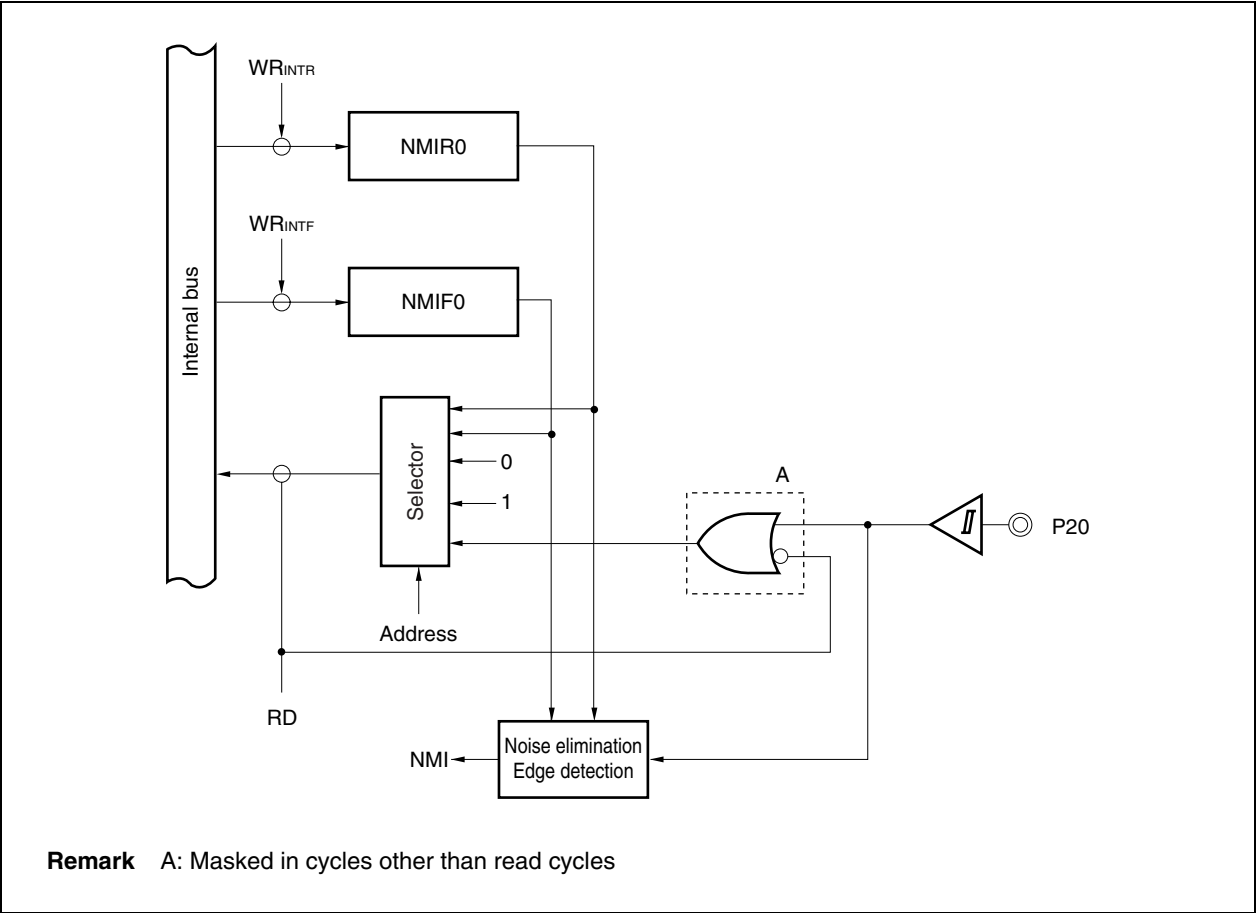 WRINTR
NMIR0
WRINTF
NMIF0
Internal bus
Selector
0
1
A
P20
Address
RD
NMI
Noise elimination
Edge detection
Remark A: Masked in cycles other than read cycles